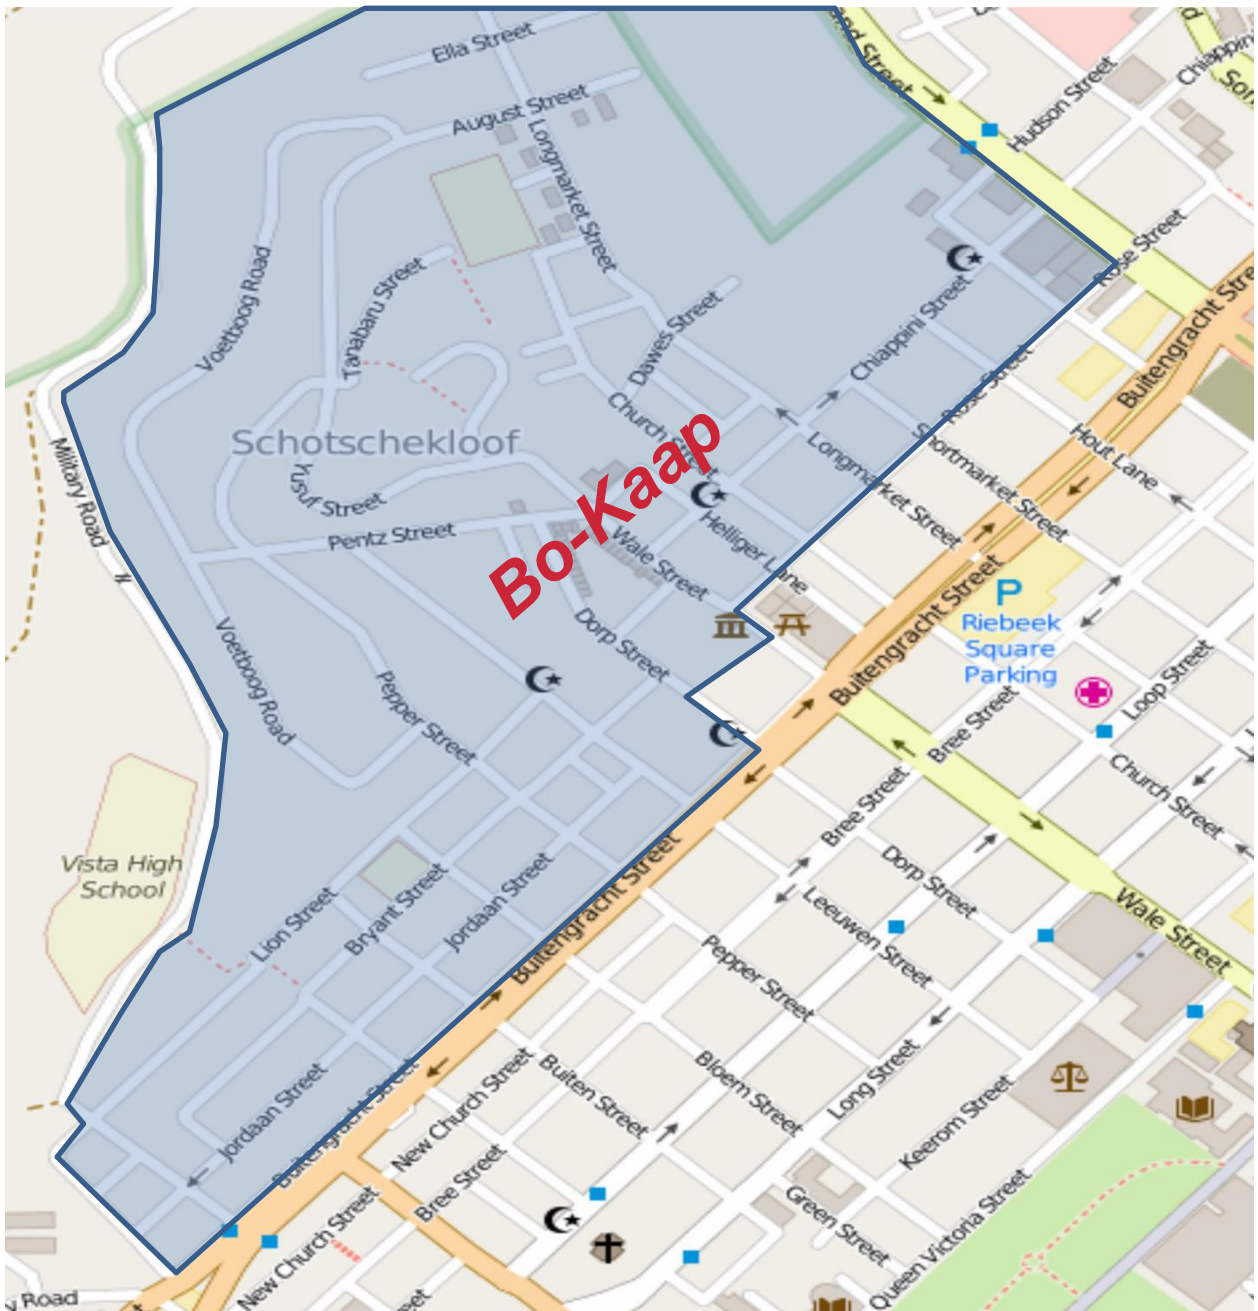 Ella Street
August Street
Longmarket Street
and Street
Hudson Street
Chiappini
Rose Street
Voetboog Road
Tanabaru Street
Dawes Street
Chiappini Street
Rose Street
Buitengracht Stre
Schotschekloof
Church Street
Bo-Kaap
Longmarket Street
Shortmarket Street
Hout Lane
Military Road
Yusuf Street
Pentz Street
Wale Street
Helliger Lane
Buitengracht Street
P
Riebeek
Square
Parking
Dorp Street
Voetboog Road
Pepper Street
Bree Street
Loop Street
Church Street
Vista High
School
Lion Street
Bryant Street
Jordaan Street
Buitengracht Street
Bree Street
Dorp Street
Leeuwen Street
Wale Street
Pepper Street
Jordaan Street
Buitengracht Street
New Church Street
Buiten Street
Bloem Street
Long Street
Keerom Street
Bree Street
New Church Street
Green Street
Queen Victoria Street
y Road
reet